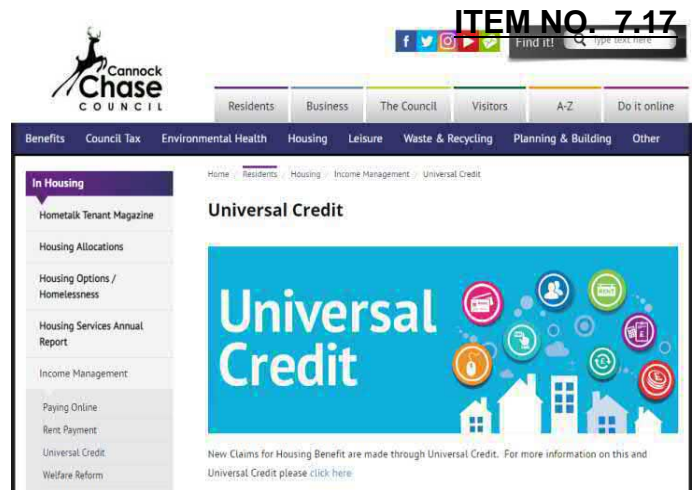 ITEM NO. 7.17
Cannock
Chase
COUNCIL
Find it!
Type text here
Residents
Business
The Council
Visitors
A-Z
Do it online
Benefits
Council Tax
Environmental Health
Housing
Leisure
Waste & Recycling
Planning & Building
Other
In Housing
Hometalk Tenant Magazine
Housing Allocations
Housing Options /
Homelessness
Housing Services Annual
Report
Income Management
Paying Online
Rent Payment
Universal Credit
Welfare Reform
Home / Residents / Housing / Income Management / Universal Credit
Universal Credit
Universal
Credit
RENT
New Claims for Housing Benefit are made through Universal Credit. For more information on this and
Universal Credit please click here